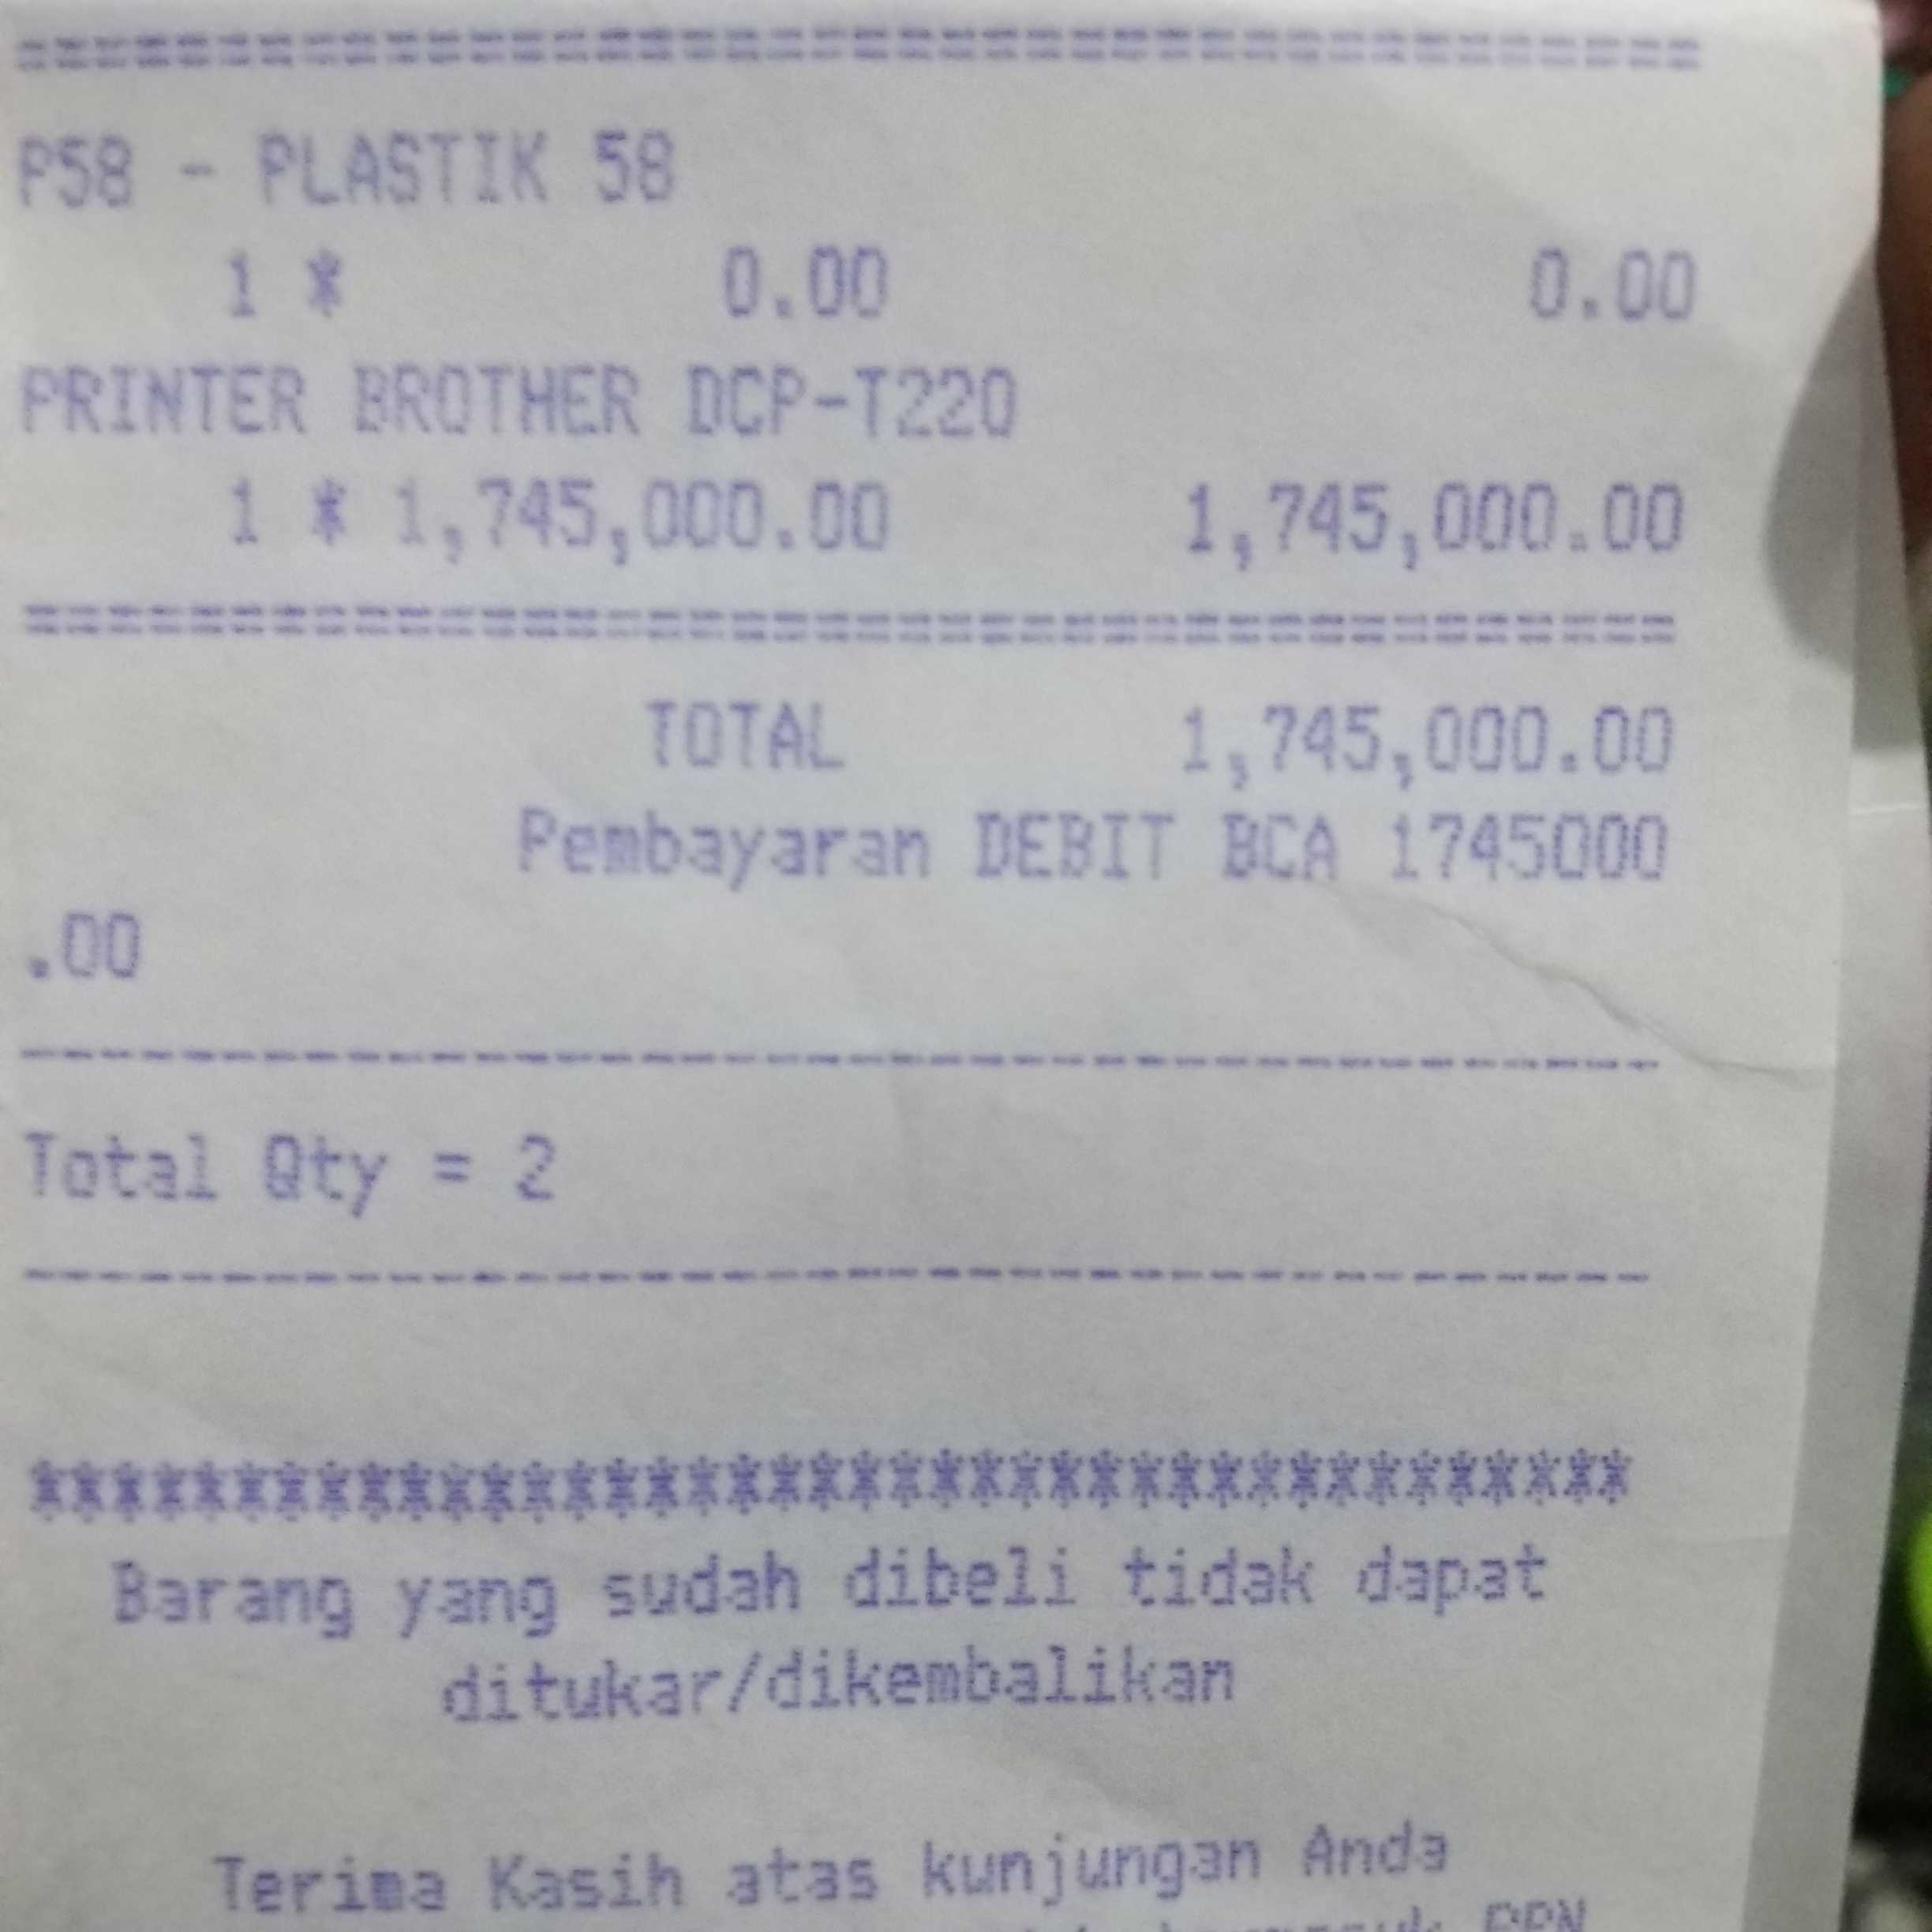 ========================================
P58 - PLASTIK 58
1 * 0.00 0.00
PRINTER BROTHER DCP-T220
1 * 1,745,000.00 1,745,000.00
========================================
TOTAL 1,745,000.00
Pembayaran DEBIT BCA 1745000
.00
----------------------------------------
Total Qty = 2
----------------------------------------
****************************************
Barang yang sudah dibeli tidak dapat
ditukar/dikembalikan
Terima Kasih atas kunjungan Anda
PPN